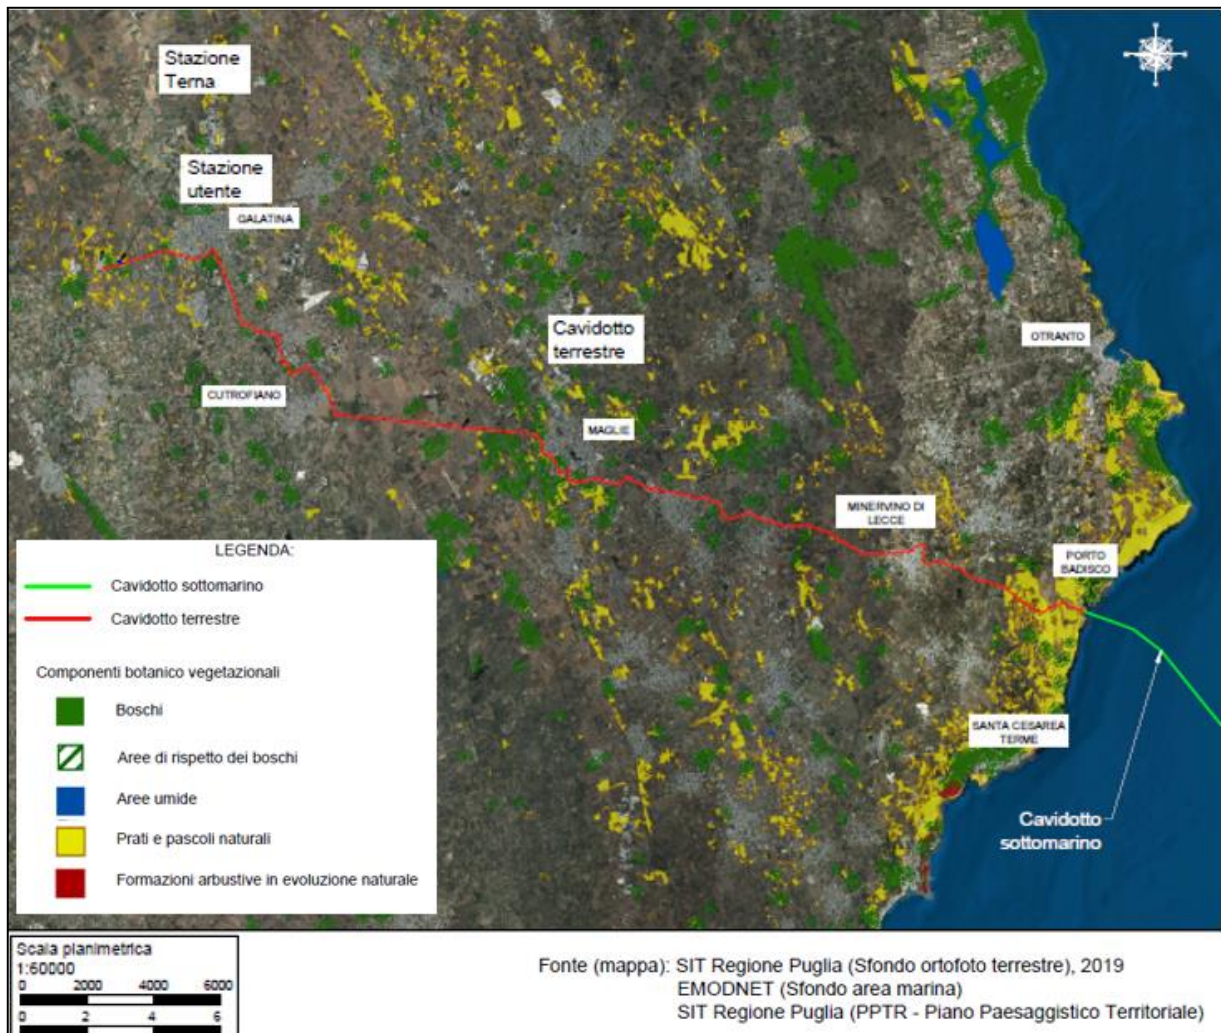 Stazione
Terna
Stazione
utente
GALATINA
Cavidotto
terrestre
OTRANTO
CUTROFIANO
MAGLIE
MINERVINO DI
LECCE
PORTO
BADISCO
SANTA CESAREA
TERME
Cavidotto
sottomarino
LEGENDA:
Cavidotto sottomarino
Cavidotto terrestre
Componenti botanico vegetazionali
Boschi
Aree di rispetto dei boschi
Aree umide
Prati e pascoli naturali
Formazioni arbustive in evoluzione naturale
Scala planimetrica
1:60000
0 2000 4000 6000
0 2 4 6
Fonte (mappa): SIT Regione Puglia (Sfondo ortofoto terrestre), 2019
EMODNET (Sfondo area marina)
SIT Regione Puglia (PPTR - Piano Paesaggistico Territoriale)